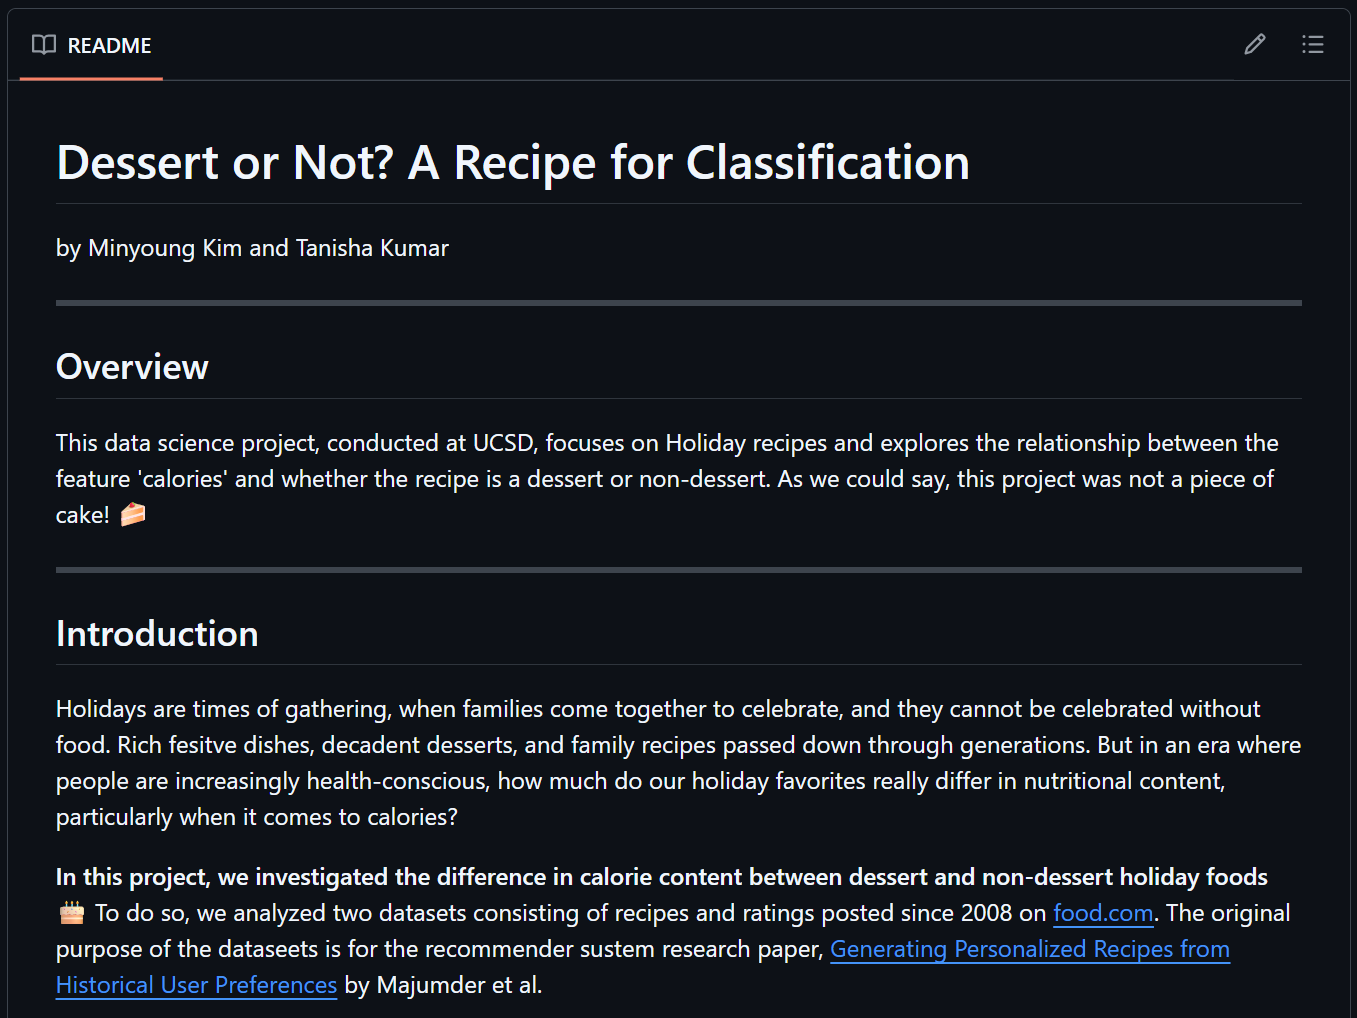 README
Dessert or Not? A Recipe for Classification
by Minyoung Kim and Tanisha Kumar
Overview
This data science project, conducted at UCSD, focuses on Holiday recipes and explores the relationship between the
feature 'calories' and whether the recipe is a dessert or non-dessert. As we could say, this project was not a piece of
cake! 🍰
Introduction
Holidays are times of gathering, when families come together to celebrate, and they cannot be celebrated without
food. Rich fesitve dishes, decadent desserts, and family recipes passed down through generations. But in an era where
people are increasingly health-conscious, how much do our holiday favorites really differ in nutritional content,
particularly when it comes to calories?
In this project, we investigated the difference in calorie content between dessert and non-dessert holiday foods
🎂 To do so, we analyzed two datasets consisting of recipes and ratings posted since 2008 on food.com. The original
purpose of the dataseets is for the recommender sustem research paper, Generating Personalized Recipes from
Historical User Preferences by Majumder et al.